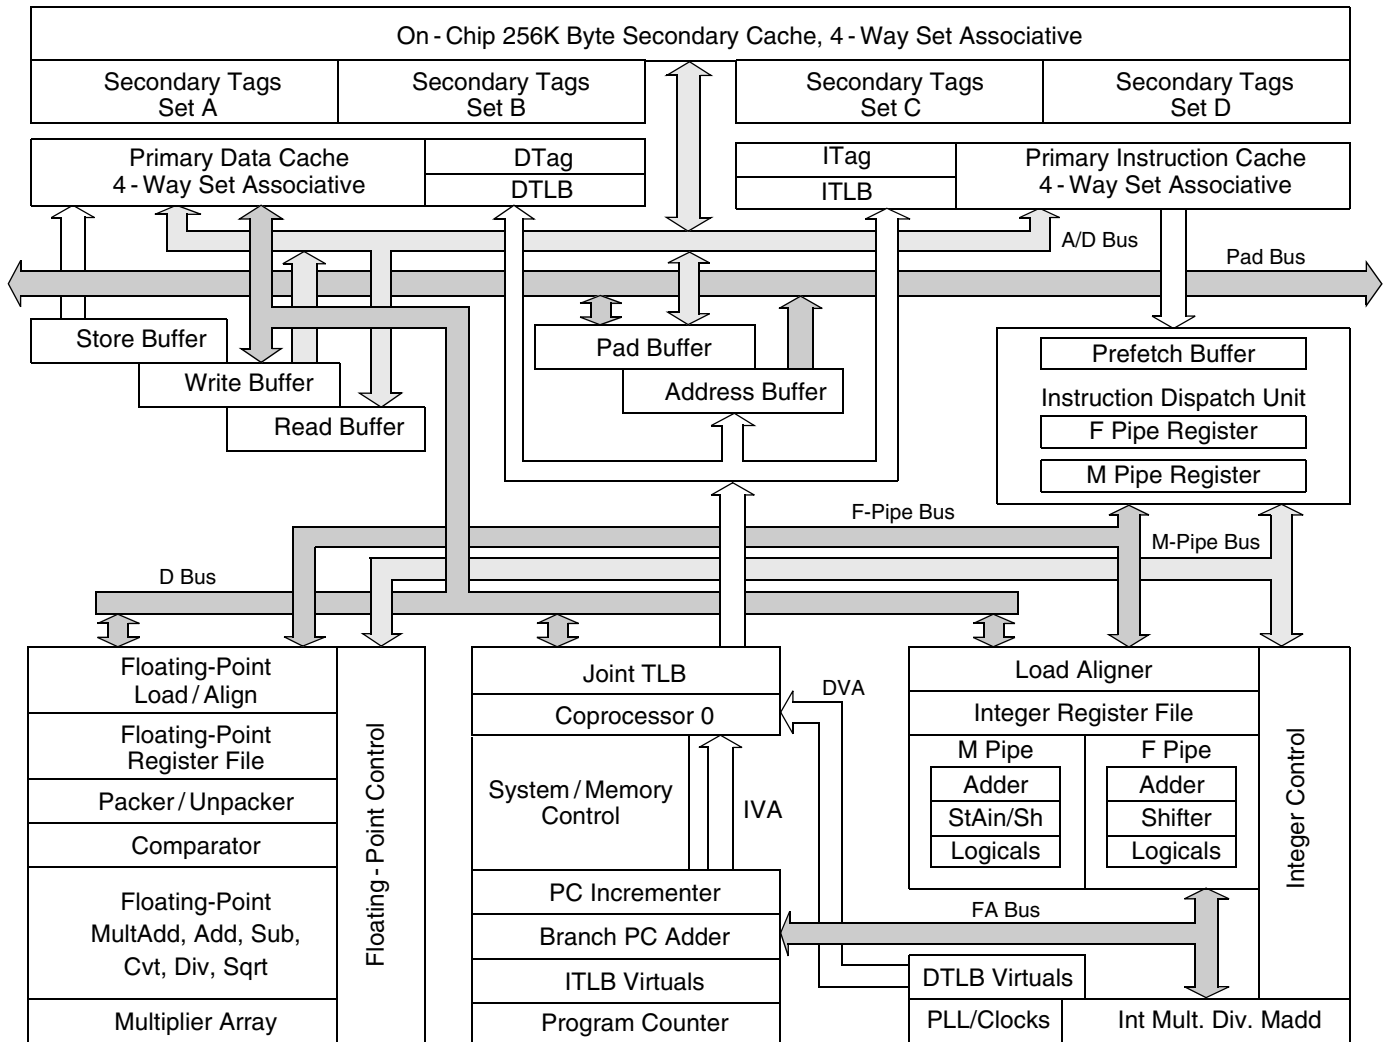 On-Chip 256K Byte Secondary Cache, 4-Way Set Associative
Secondary Tags
Set A
Secondary Tags
Set B
Secondary Tags
Set C
Secondary Tags
Set D
Primary Data Cache
4-Way Set Associative
DTag
DTLB
ITag
ITLB
Primary Instruction Cache
4-Way Set Associative
A/D Bus
Pad Bus
Store Buffer
Write Buffer
Read Buffer
Pad Buffer
Address Buffer
Prefetch Buffer
Instruction Dispatch Unit
F Pipe Register
M Pipe Register
F-Pipe Bus
M-Pipe Bus
D Bus
Floating-Point
Load/Align
Floating-Point
Register File
Packer/Unpacker
Comparator
Floating-Point
MultAdd, Add, Sub,
Cvt, Div, Sqrt
Multiplier Array
Floating-Point Control
Joint TLB
Coprocessor 0
System/Memory
Control
IVA
DVA
PC Incrementer
Branch PC Adder
ITLB Virtuals
Program Counter
Load Aligner
Integer Register File
M Pipe
Adder
StAin/Sh
Logicals
F Pipe
Adder
Shifter
Logicals
Integer Control
FA Bus
DTLB Virtuals
PLL/Clocks
Int Mult. Div. Madd